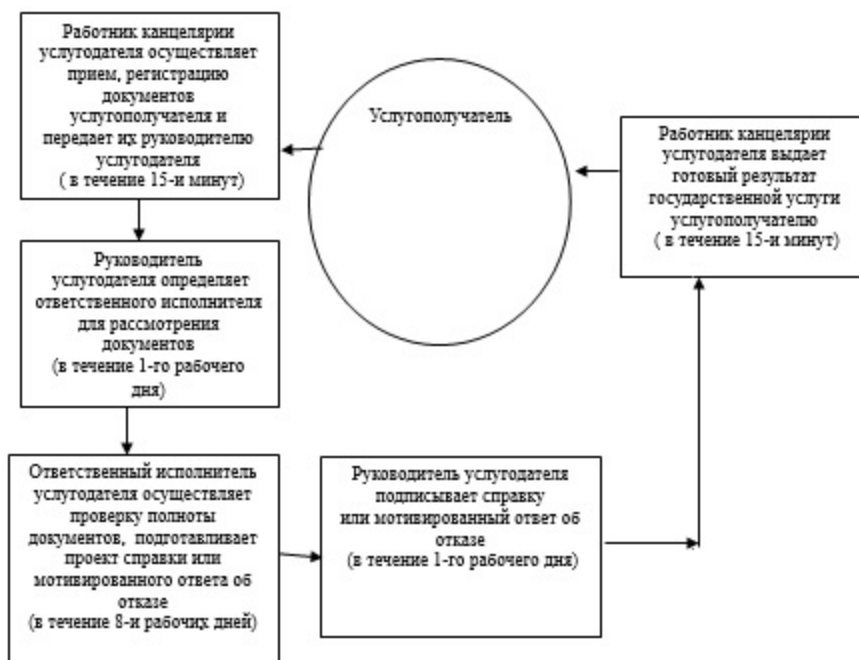 Работник канцелярии
услугодателя осуществляет
прием, регистрацию
документов
услугополучателя и
передает их руководителю
услугодателя
( в течение 15-и минут)
Услугополучатель
Работник канцелярии
услугодателя выдает
готовый результат
государственной услуги
услугополучателю
( в течение 15-и минут)
Руководитель
услугодателя определяет
ответственного исполнителя
для рассмотрения
документов
(в течение 1-го рабочего
дня)
Ответственный исполнитель
услугодателя осуществляет
проверку полноты
документов, подготавливает
проект справки или
мотивированного ответа об
отказе
(в течение 8-и рабочих дней)
Руководитель услугодателя
подписывает справку
или мотивированный ответ об
отказе
(в течение 1-го рабочего дня)